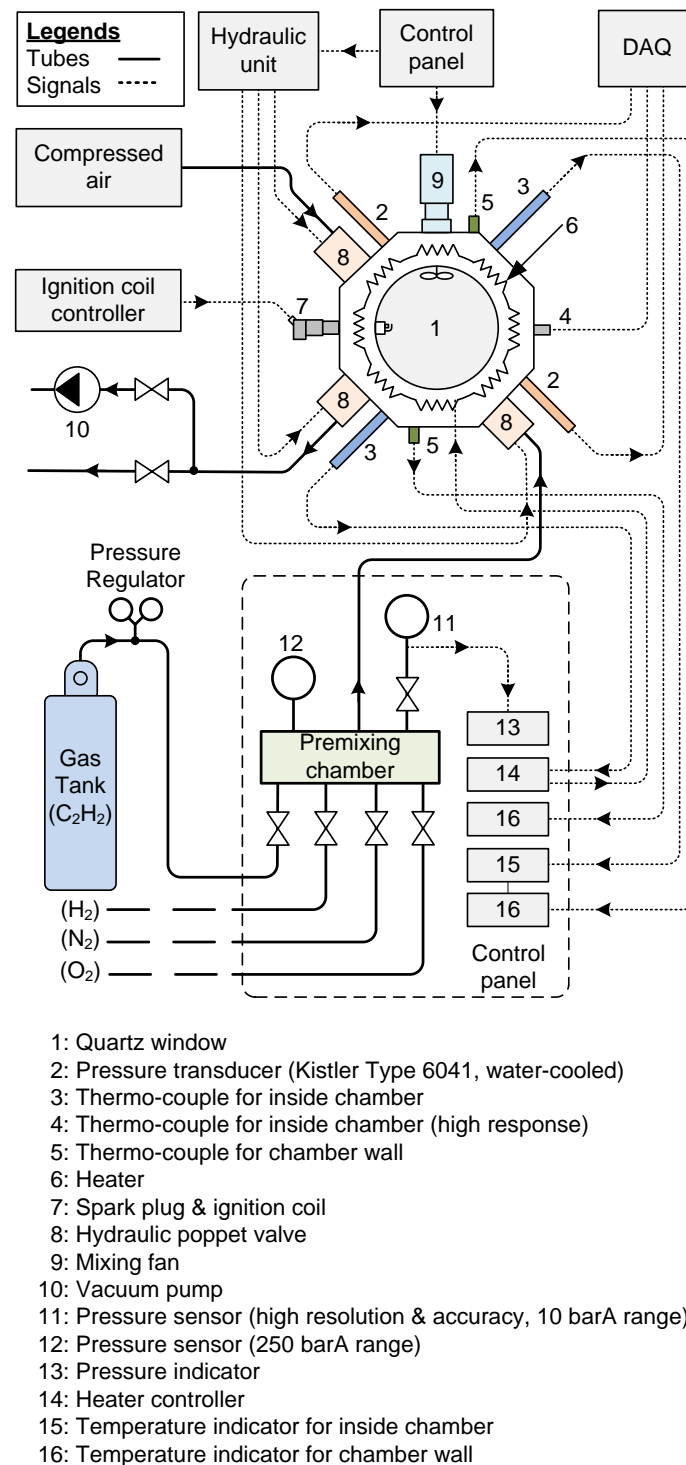 Legends
Tubes
Signals
Hydraulic
unit
Control
panel
DAQ
Compressed
air
9
5
3
2
6
8
Ignition coil
controller
7
1
4
2
8
8
10
5
3
Pressure
Regulator
11
12
13
Premixing
chamber
14
Gas
Tank
(C₂H₂)
16
15
16
(H₂)
(N₂)
(O₂)
Control
panel
1: Quartz window
2: Pressure transducer (Kistler Type 6041, water-cooled)
3: Thermo-couple for inside chamber
4: Thermo-couple for inside chamber (high response)
5: Thermo-couple for chamber wall
6: Heater
7: Spark plug & ignition coil
8: Hydraulic poppet valve
9: Mixing fan
10: Vacuum pump
11: Pressure sensor (high resolution & accuracy, 10 barA range)
12: Pressure sensor (250 barA range)
13: Pressure indicator
14: Heater controller
15: Temperature indicator for inside chamber
16: Temperature indicator for chamber wall